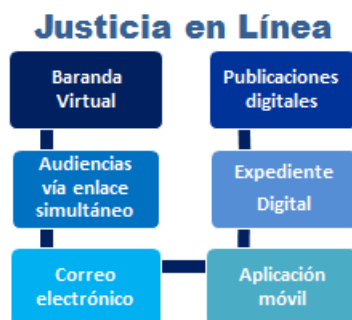 Justicia en Línea
Baranda
Virtual
Publicaciones
digitales
Audiencias
vía enlace
simultáneo
Expediente
Digital
Correo
electrónico
Aplicación
móvil